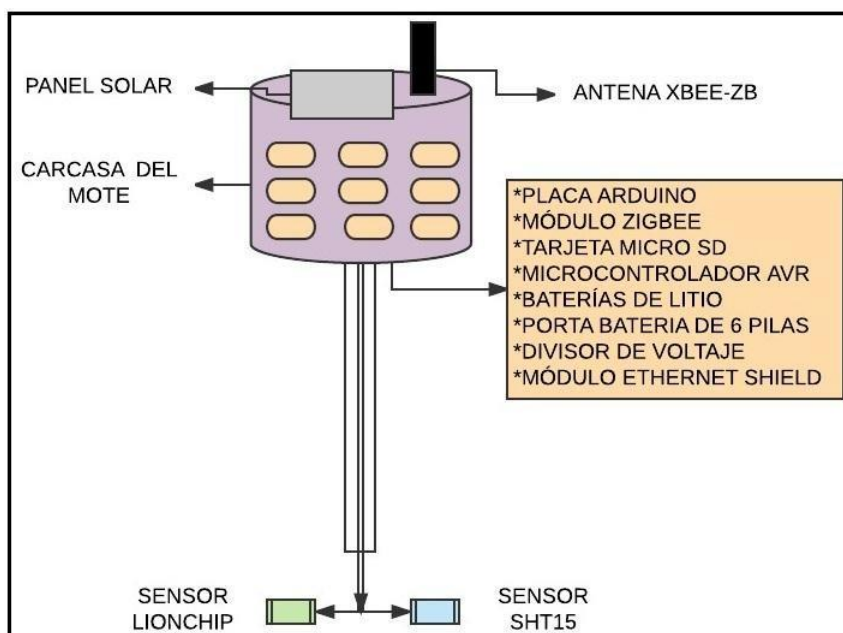 PANEL SOLAR
ANTENA XBEE-ZB
CARCASA DEL
MOTE
*PLACA ARDUINO
*MÓDULO ZIGBEE
*TARJETA MICRO SD
*MICROCONTROLADOR AVR
*BATERÍAS DE LITIO
*PORTA BATERIA DE 6 PILAS
*DIVISOR DE VOLTAJE
*MÓDULO ETHERNET SHIELD
SENSOR
LIONCHIP
SENSOR
SHT15